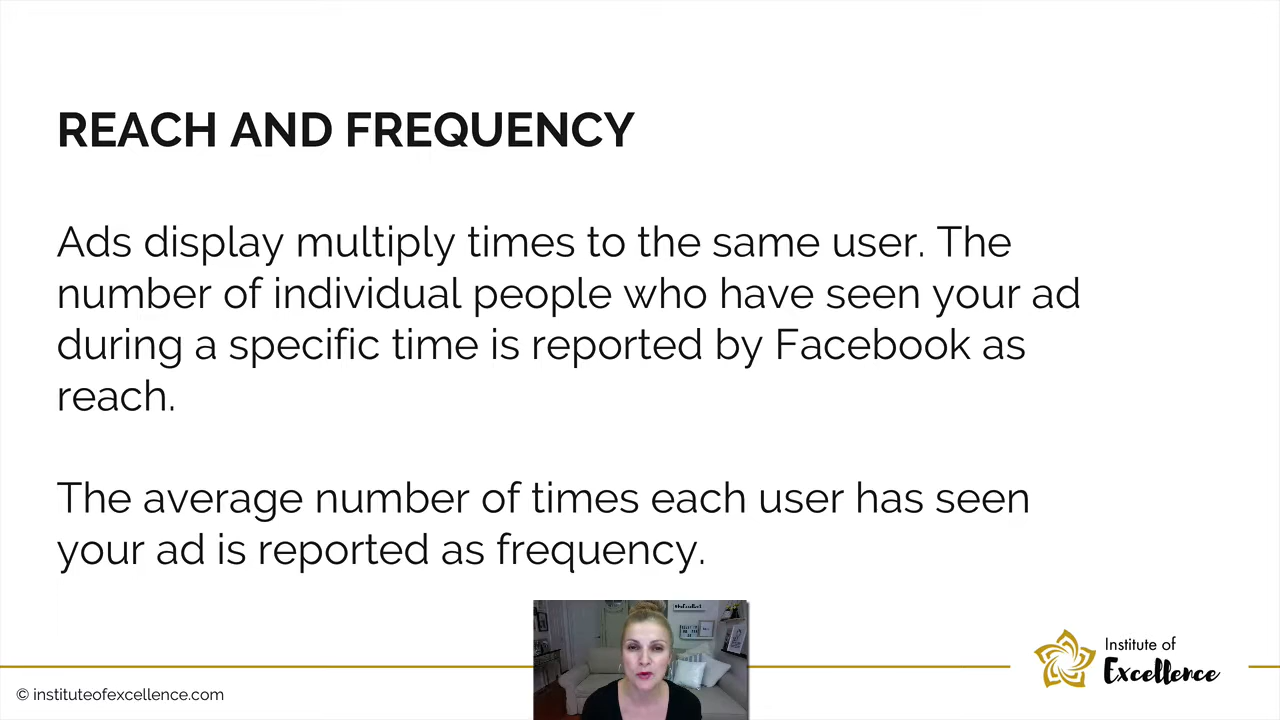 REACH AND FREQUENCY
Ads display multiply times to the same user. The
number of individual people who have seen your ad
during a specific time is reported by Facebook as
reach.
The average number of times each user has seen
your ad is reported as frequency.
Institute of
Excellence
© instituteofexcellence.com